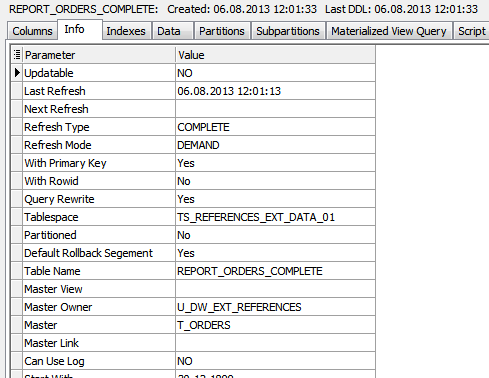 REPORT_ORDERS_COMPLETE: Created: 06.08.2013 12:01:33 Last DDL: 06.08.2013 12:01:33
Columns Info Indexes Data Partitions Subpartitions Materialized View Query Script
Parameter Value
Updatable NO
Last Refresh 06.08.2013 12:01:13
Next Refresh
Refresh Type COMPLETE
Refresh Mode DEMAND
With Primary Key Yes
With Rowid No
Query Rewrite Yes
Tablespace TS_REFERENCES_EXT_DATA_01
Partitioned No
Default Rollback Segement Yes
Table Name REPORT_ORDERS_COMPLETE
Master View
Master Owner U_DW_EXT_REFERENCES
Master T_ORDERS
Master Link
Can Use Log NO
Start With